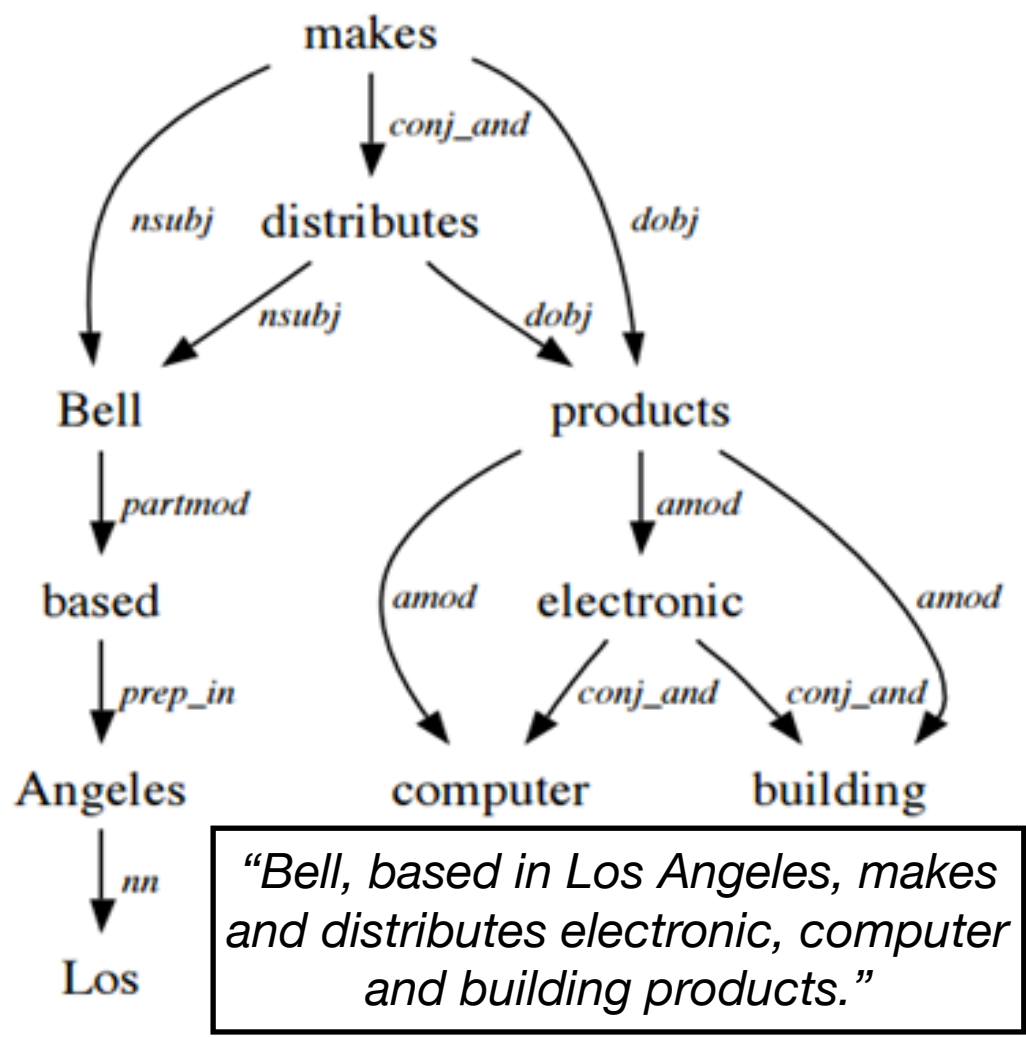 makes
conj_and
nsubj distributes dobj
nsubj dobj
Bell products
partmod amod
based amod electronic amod
prep_in conj_and conj_and
Angeles computer building
nn
Los
“Bell, based in Los Angeles, makes
and distributes electronic, computer
and building products.”